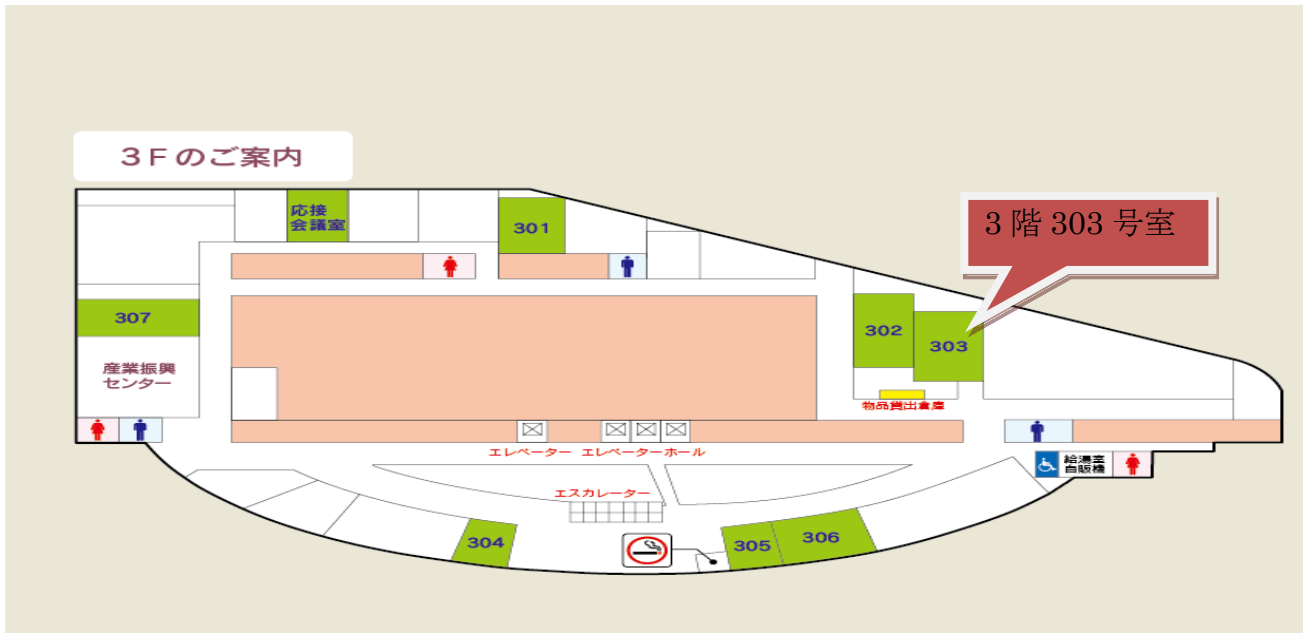 3Fのご案内
応接
会議室
301
3 階 303 号室
307
302
303
産業振興
センター
物品貸出倉庫
エレベーター エレベーターホール
給湯室
自販機
エスカレーター
304
305
306